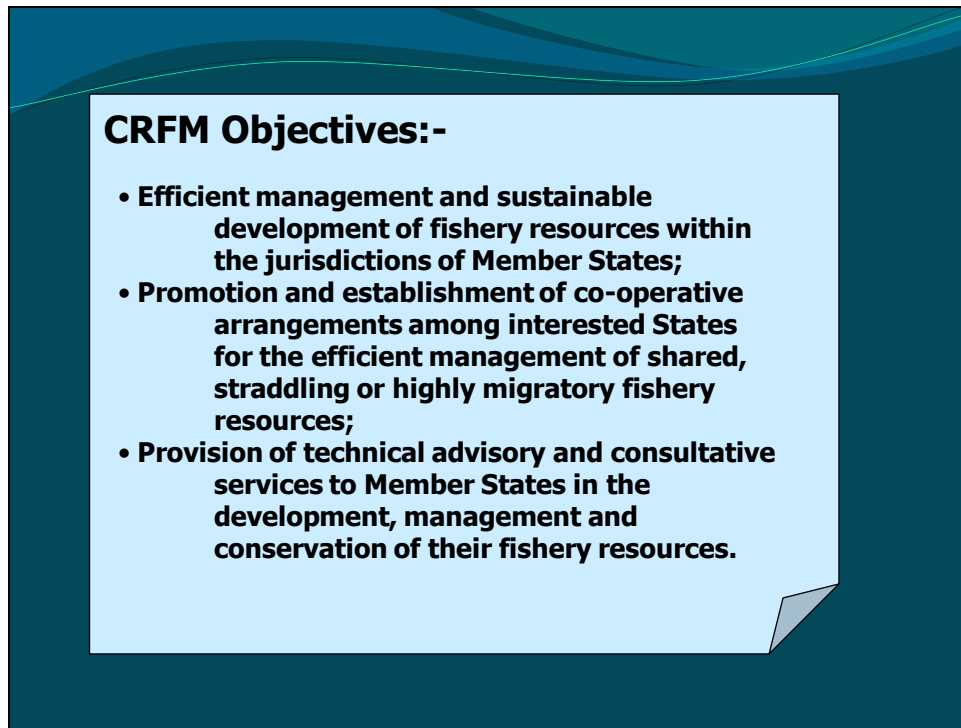 CRFM Objectives:-
• Efficient management and sustainable
development of fishery resources within
the jurisdictions of Member States;
• Promotion and establishment of co-operative
arrangements among interested States
for the efficient management of shared,
straddling or highly migratory fishery
resources;
• Provision of technical advisory and consultative
services to Member States in the
development, management and
conservation of their fishery resources.